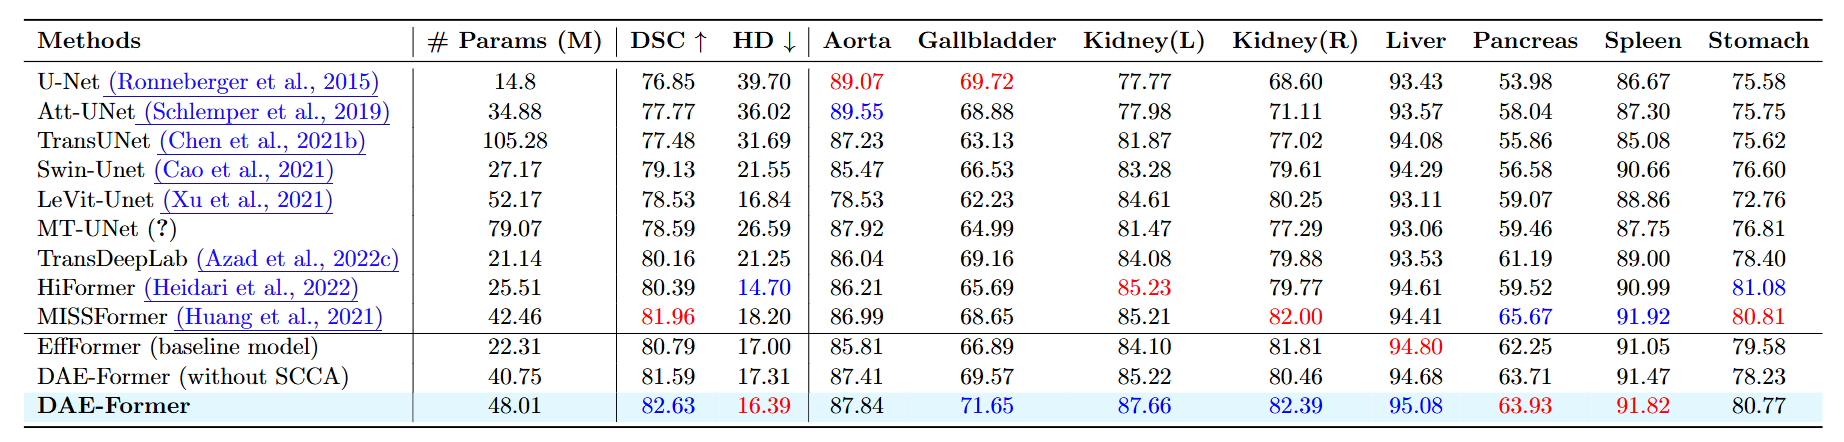 Methods # Params (M) DSC ↑ HD ↓ Aorta Gallbladder Kidney(L) Kidney(R) Liver Pancreas Spleen Stomach
U-Net (Ronneberger et al., 2015) 14.8 76.85 39.70 89.07 69.72 77.77 68.60 93.43 53.98 86.67 75.58
Att-UNet (Schlemper et al., 2019) 34.88 77.77 36.02 89.55 68.88 77.98 71.11 93.57 58.04 87.30 75.75
TransUNet (Chen et al., 2021b) 105.28 77.48 31.69 87.23 63.13 81.87 77.02 94.08 55.86 85.08 75.62
Swin-Unet (Cao et al., 2021) 27.17 79.13 21.55 85.47 66.53 83.28 79.61 94.29 56.58 90.66 76.60
LeVit-Unet (Xu et al., 2021) 52.17 78.53 16.84 78.53 62.23 84.61 80.25 93.11 59.07 88.86 72.76
MT-UNet (?) 79.07 78.59 26.59 87.92 64.99 81.47 77.29 93.06 59.46 87.75 76.81
TransDeepLab (Azad et al., 2022c) 21.14 80.16 21.25 86.04 69.16 84.08 79.88 93.53 61.19 89.00 78.40
HiFormer (Heidari et al., 2022) 25.51 80.39 14.70 86.21 65.69 85.23 79.77 94.61 59.52 90.99 81.08
MISSFormer (Huang et al., 2021) 42.46 81.96 18.20 86.99 68.65 85.21 82.00 94.41 65.67 91.92 80.81
EffFormer (baseline model) 22.31 80.79 17.00 85.81 66.89 84.10 81.81 94.80 62.25 91.05 79.58
DAE-Former (without SCCA) 40.75 81.59 17.31 87.41 69.57 85.22 80.46 94.68 63.71 91.47 78.23
DAE-Former 48.01 82.63 16.39 87.84 71.65 87.66 82.39 95.08 63.93 91.82 80.77